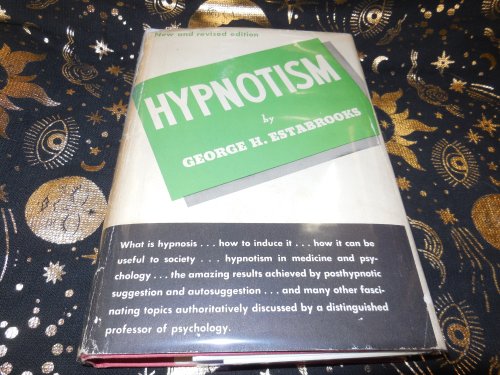 New and revised edition
HYPNOTISM
by
GEORGE H. ESTABROOKS
What is hypnosis . . . how to induce it . . . how it can be
useful to society . . . hypnotism in medicine and psy-
chology . . . the amazing results achieved by posthypnotic
suggestion and autosuggestion . . . and many other fasci-
nating topics authoritatively discussed by a distinguished
professor of psychology.